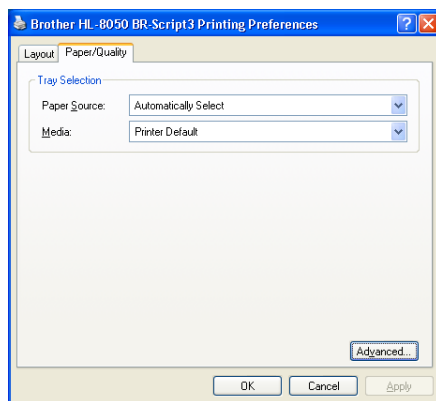 Brother HL-8050 BR-Script3 Printing Preferences
Layout Paper/Quality
Tray Selection
Paper Source: Automatically Select
Media: Printer Default
Advanced...
OK Cancel Apply